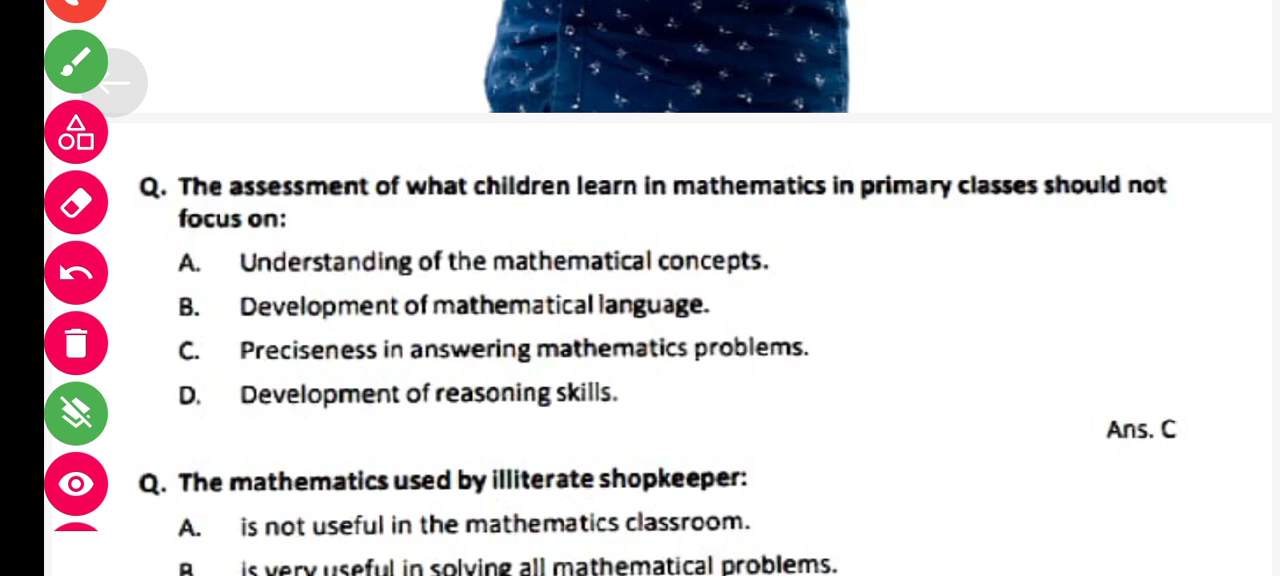 Q. The assessment of what children learn in mathematics in primary classes should not
focus on:
A. Understanding of the mathematical concepts.
B. Development of mathematical language.
C. Preciseness in answering mathematics problems.
D. Development of reasoning skills.
Ans. C
Q. The mathematics used by illiterate shopkeeper:
A. is not useful in the mathematics classroom.
B. is very useful in solving all mathematical problems.